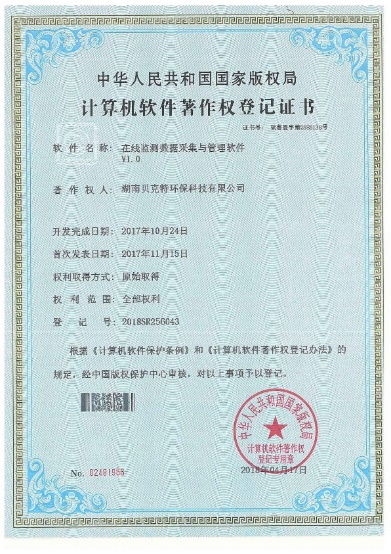 中华人民共和国国家版权局
计算机软件著作权登记证书
证书号：
软件名称： 在线监测数据采集与管理软件
V1.0
著作权人： 湖南贝克特环保科技有限公司
开发完成日期： 2017年10月24日
首次发表日期： 2017年11月15日
权利取得方式： 原始取得
权利范围： 全部权利
登记号： 2018SR256043
根据《计算机软件保护条例》和《计算机软件著作权登记办法》的
规定，经中国版权保护中心审核，对以上事项予以登记。
中华人民共和国国家版权局
计算机软件著作权
登记专用章
No.
2018年04月17日